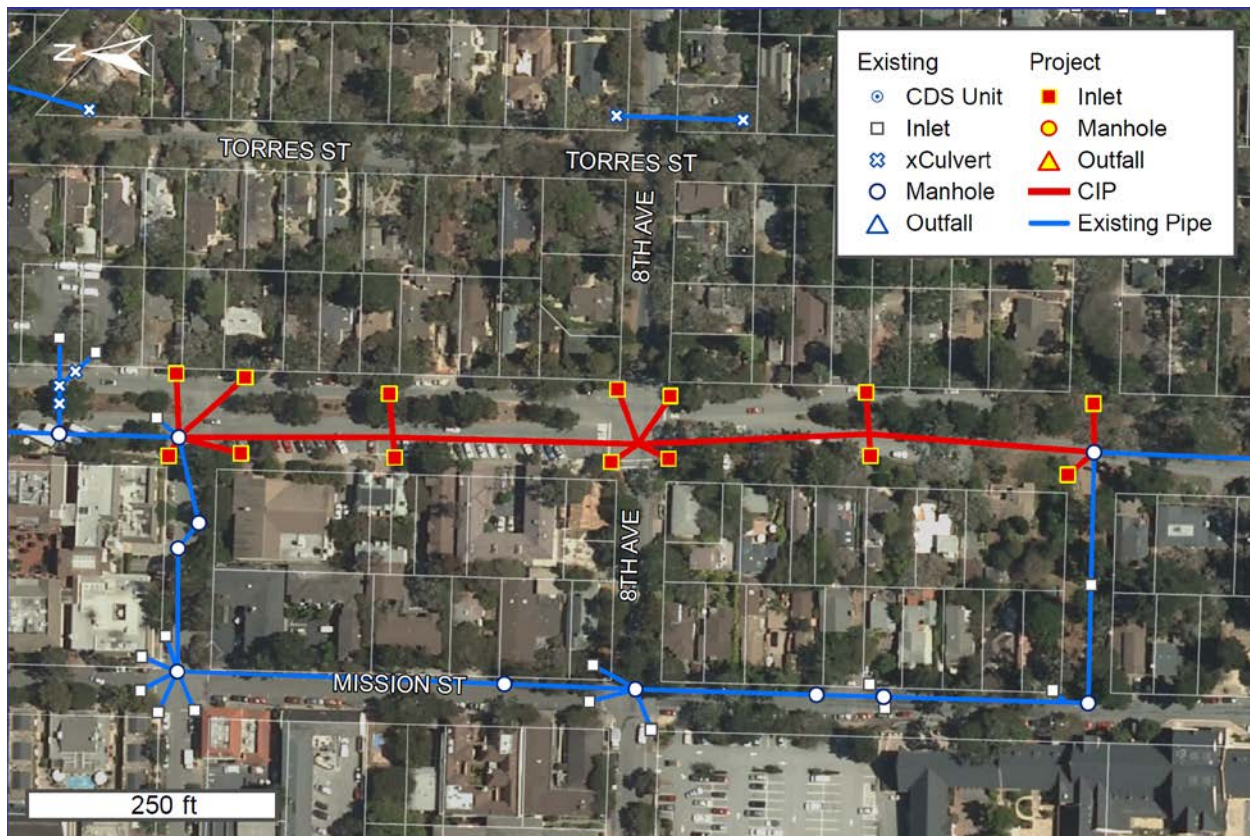 N
Existing
Project
CDS Unit
Inlet
Inlet
Manhole
xCulvert
Outfall
Manhole
CIP
Outfall
Existing Pipe
TORRES ST
TORRES ST
8TH AVE
8TH AVE
MISSION ST
250 ft